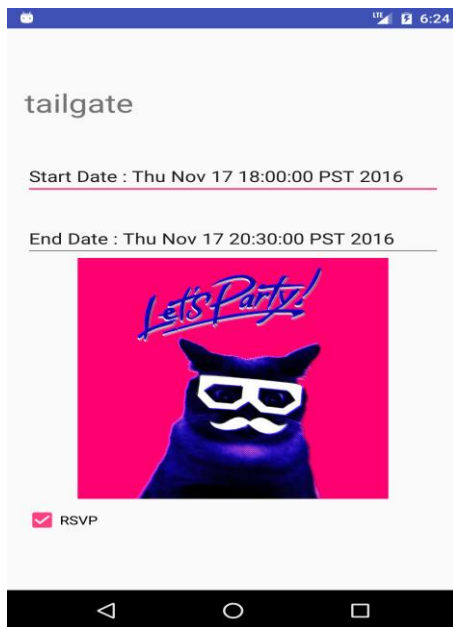 LTE 6:24
tailgate
Start Date : Thu Nov 17 18:00:00 PST 2016
End Date : Thu Nov 17 20:30:00 PST 2016
Let's Party!
RSVP